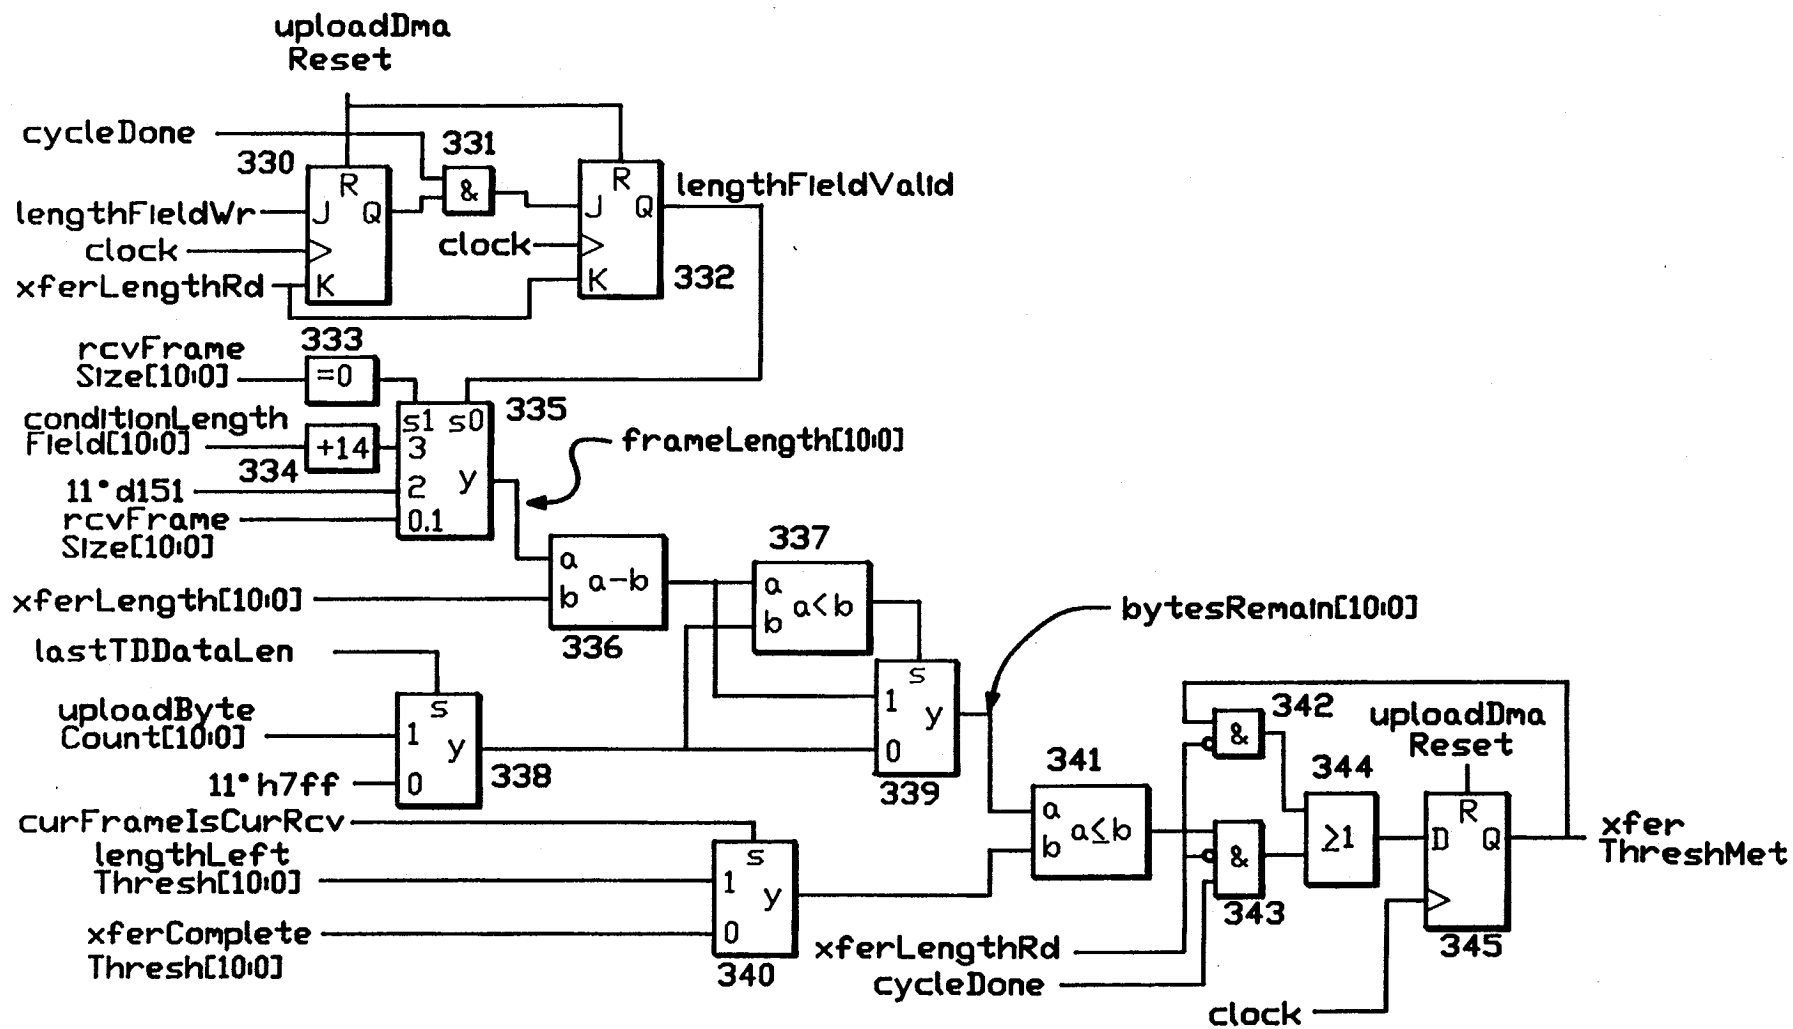 uploadDma
Reset
cycleDone
331
330
R
&
R
lengthFieldValid
lengthFieldWr
J
Q
J
Q
clock
clock
xferLengthRd
K
K
332
333
rcvFrame
Size[10:0]
=0
conditionLength
Field[10:0]
+14
334
s1 s0
335
3
frameLength[10:0]
11'd151
2
y
rcvFrame
Size[10:0]
0.1
337
a
a-b
a
a<b
xferLength[10:0]
b
b
bytesRemain[10:0]
336
lastTDDataLen
s
s
1
y
uploadByte
Count[10:0]
1
y
0
11'h7ff
0
338
339
342
uploadDma
Reset
&
341
344
curFrameIsCurRcv
a
a≤b
b
&
≥1
R
D
Q
xfer
ThreshMet
lengthLeft
Thresh[10:0]
s
1
y
343
xferComplete
Thresh[10:0]
0
340
xferLengthRd
345
cycleDone
clock